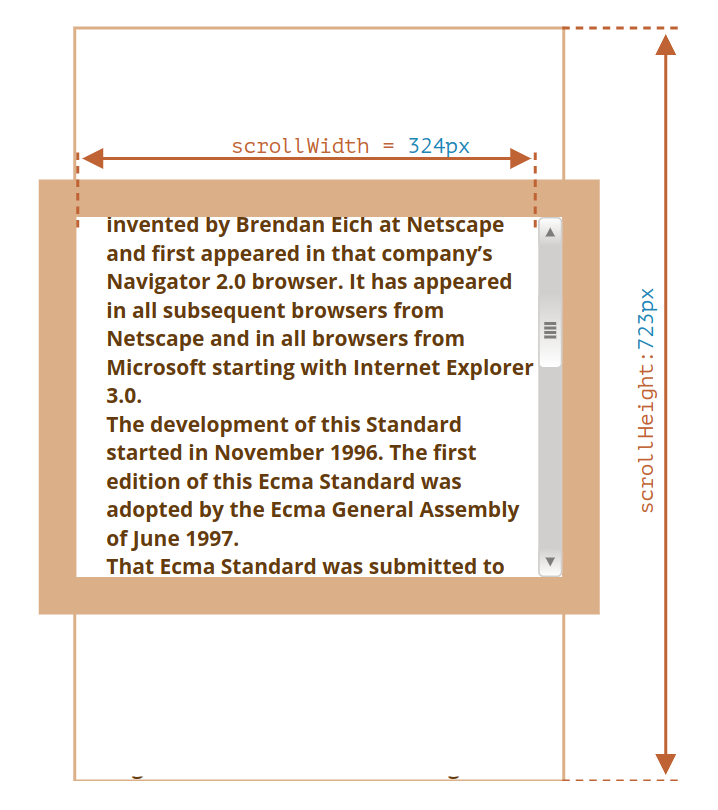 scrollWidth = 324px
invented by Brendan Eich at Netscape
and first appeared in that company’s
Navigator 2.0 browser. It has appeared
in all subsequent browsers from
Netscape and in all browsers from
Microsoft starting with Internet Explorer
3.0.
The development of this Standard
started in November 1996. The first
edition of this Ecma Standard was
adopted by the Ecma General Assembly
of June 1997.
That Ecma Standard was submitted to
scrollHeight:723px